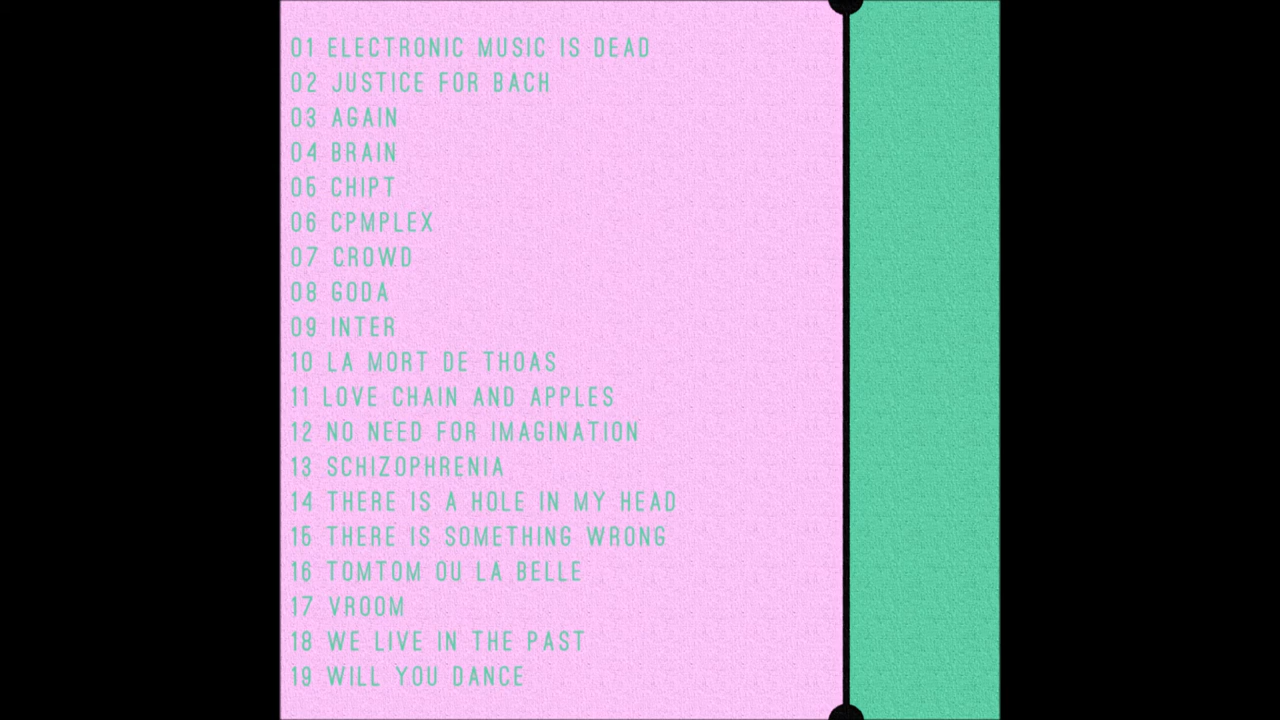 01 ELECTRONIC MUSIC IS DEAD
02 JUSTICE FOR BACH
03 AGAIN
04 BRAIN
05 CHIPT
06 CPMPLEX
07 CROWD
08 GODA
09 INTER
10 LA MORT DE THOAS
11 LOVE CHAIN AND APPLES
12 NO NEED FOR IMAGINATION
13 SCHIZOPHRENIA
14 THERE IS A HOLE IN MY HEAD
15 THERE IS SOMETHING WRONG
16 TOMTOM OU LA BELLE
17 VROOM
18 WE LIVE IN THE PAST
19 WILL YOU DANCE